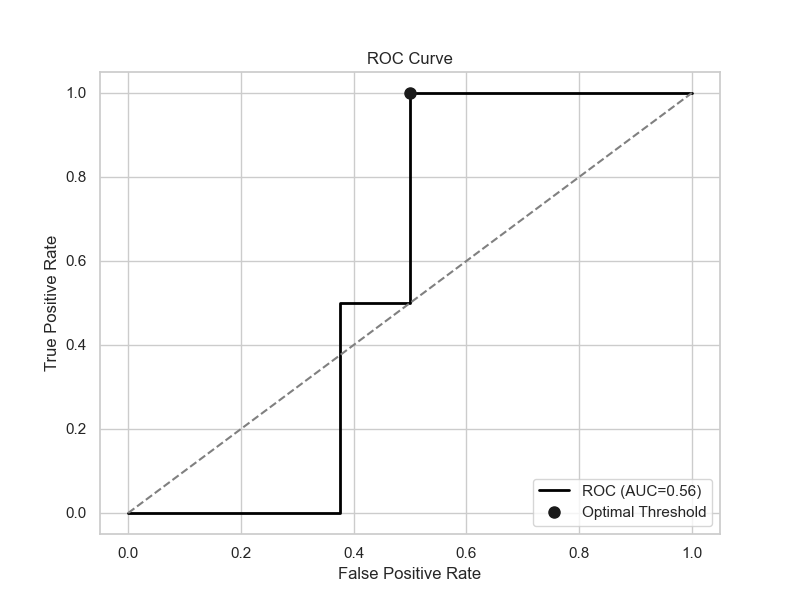 ROC Curve
True Positive Rate
1.0
0.8
0.6
0.4
0.2
0.0
0.0 0.2 0.4 0.6 0.8 1.0
False Positive Rate
ROC (AUC=0.56)
Optimal Threshold